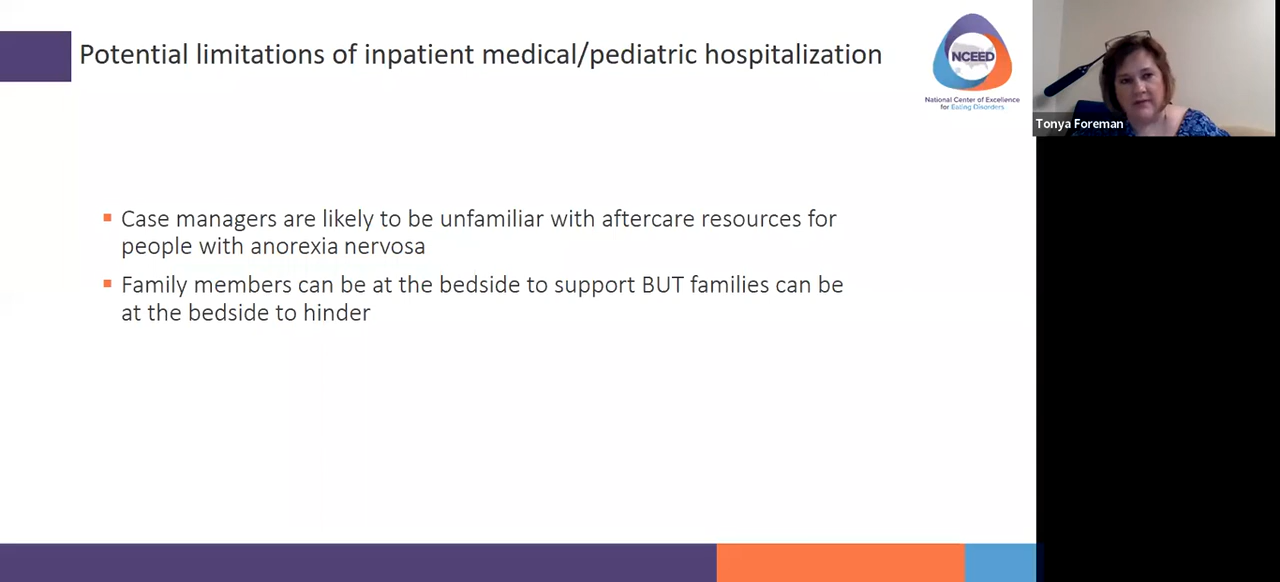 Potential limitations of inpatient medical/pediatric hospitalization
NCEED
National Center of Excellence
for Eating Disorders
Tonya Foreman
Case managers are likely to be unfamiliar with aftercare resources for
people with anorexia nervosa
Family members can be at the bedside to support BUT families can be
at the bedside to hinder